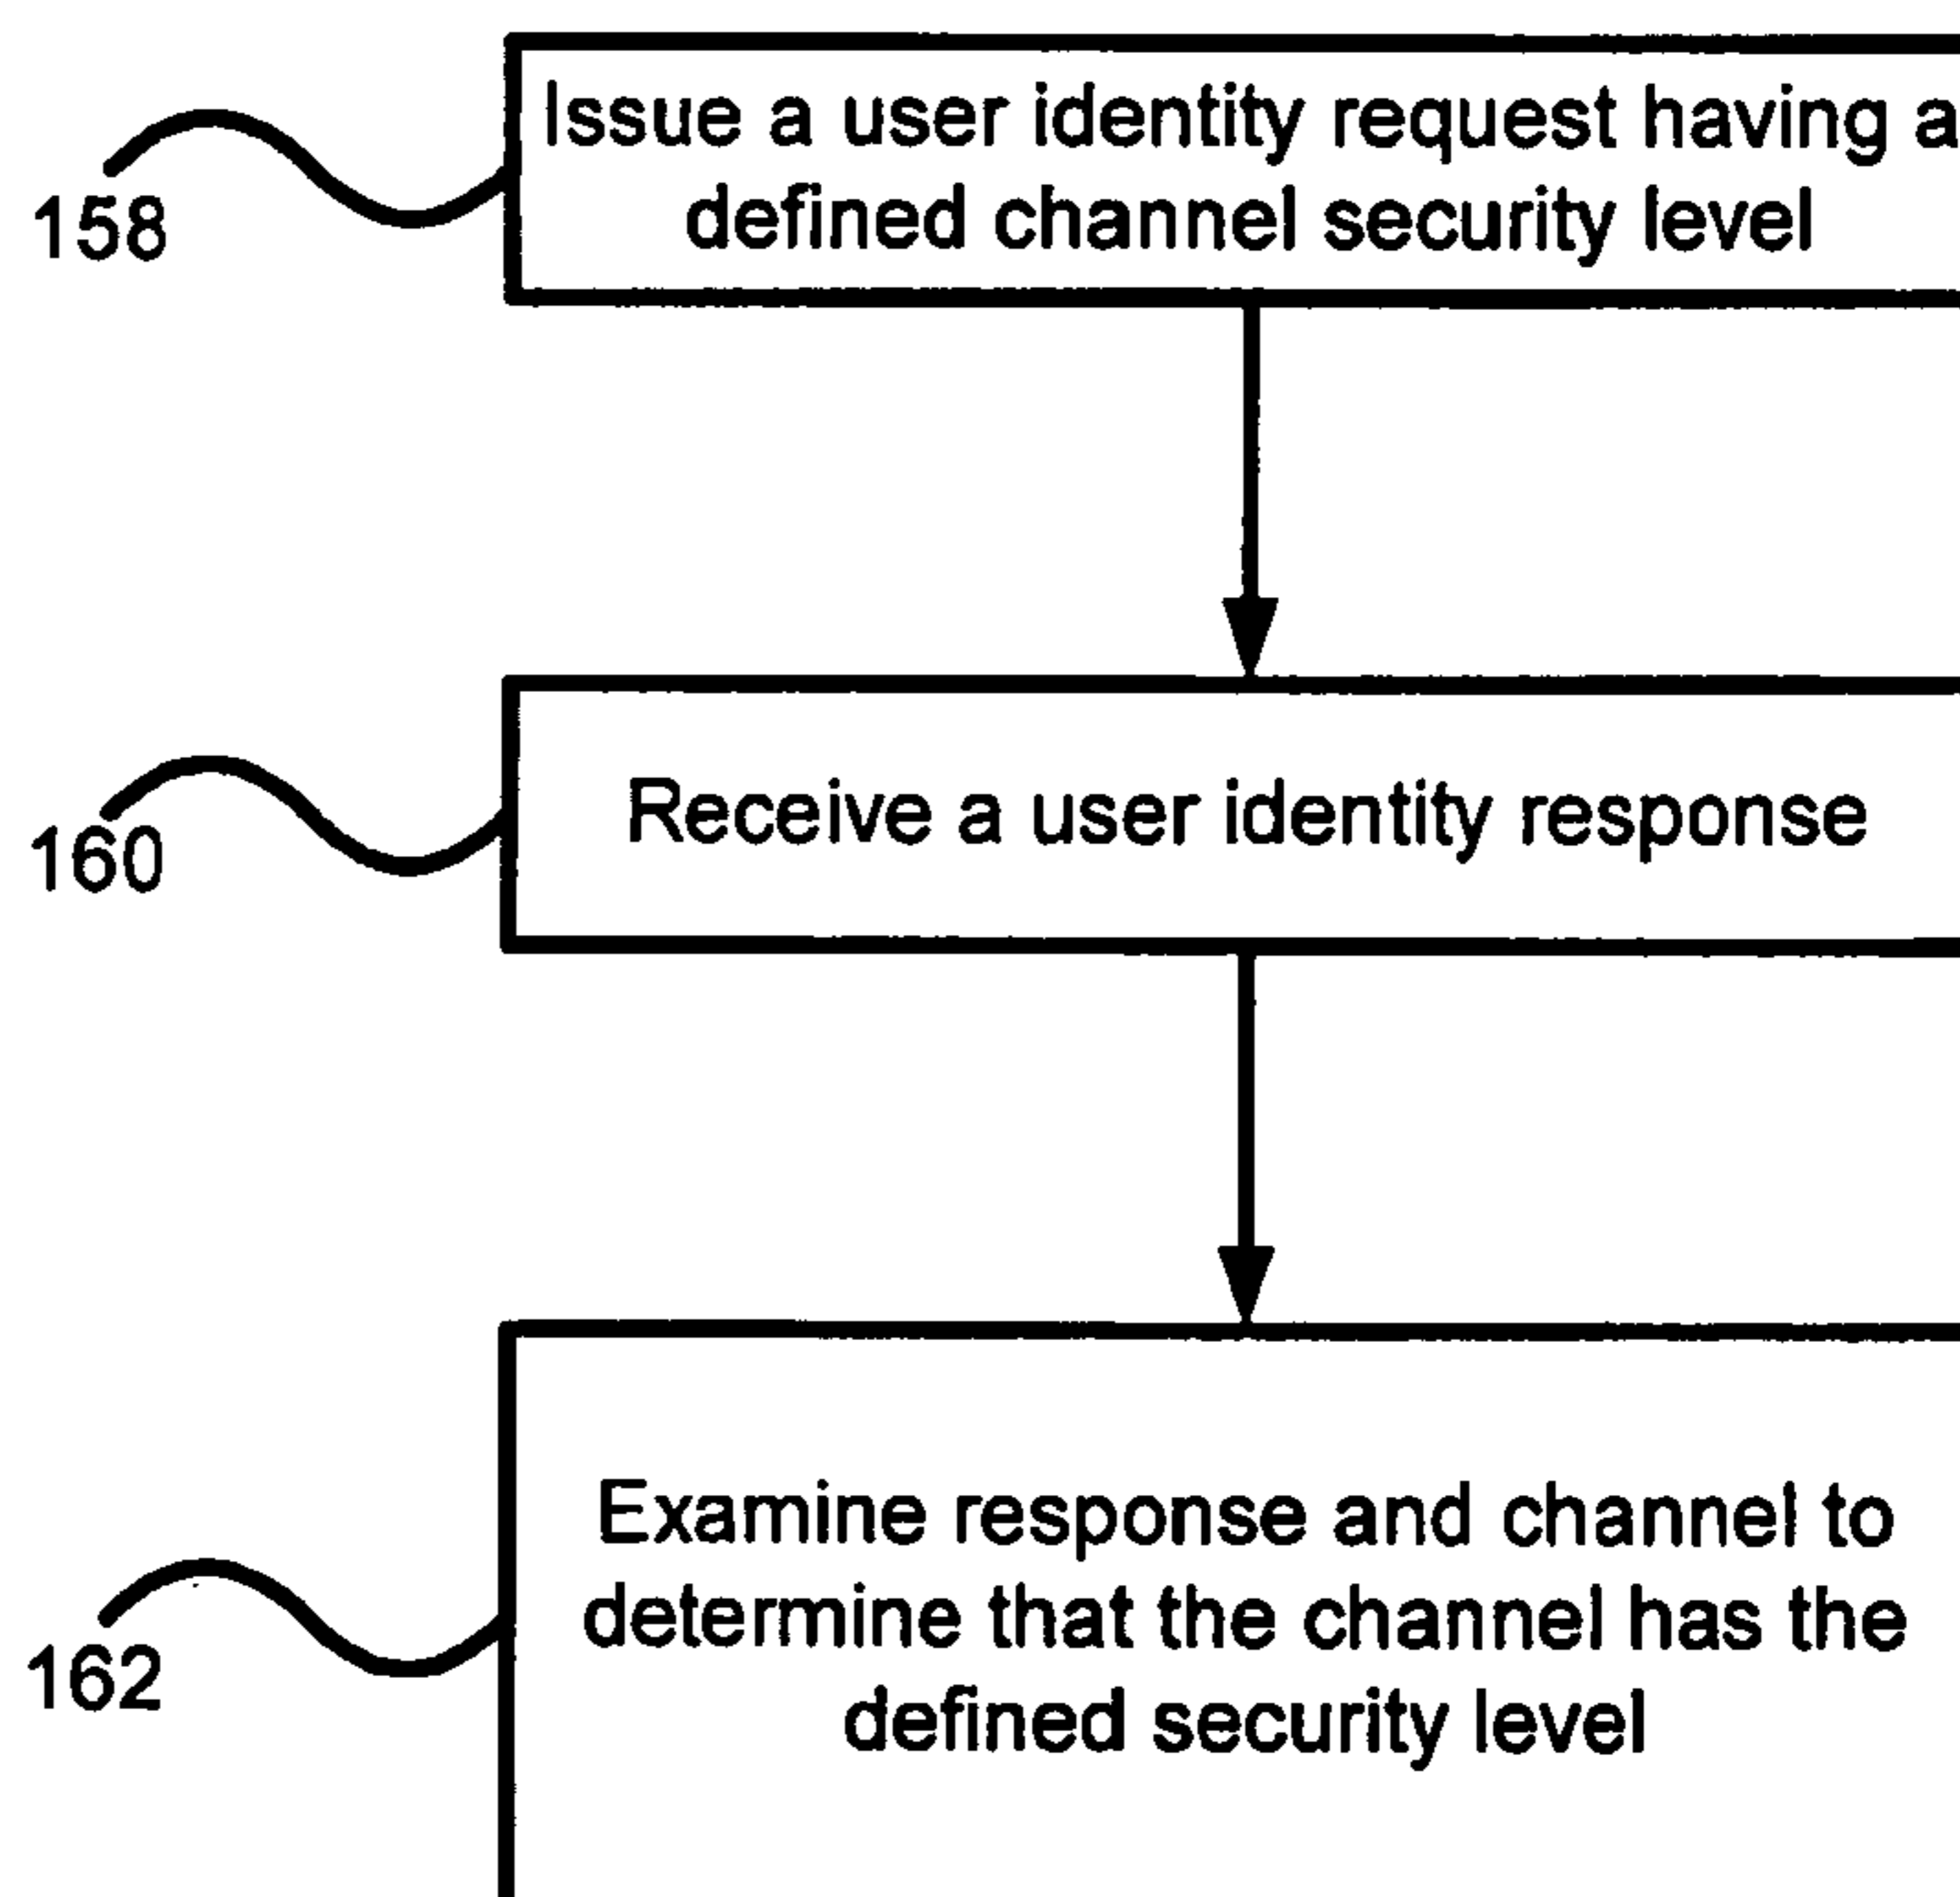 Issue a user identity request having a
defined channel security level
158
Receive a user identity response
160
Examine response and channel to
determine that the channel has the
defined security level
162